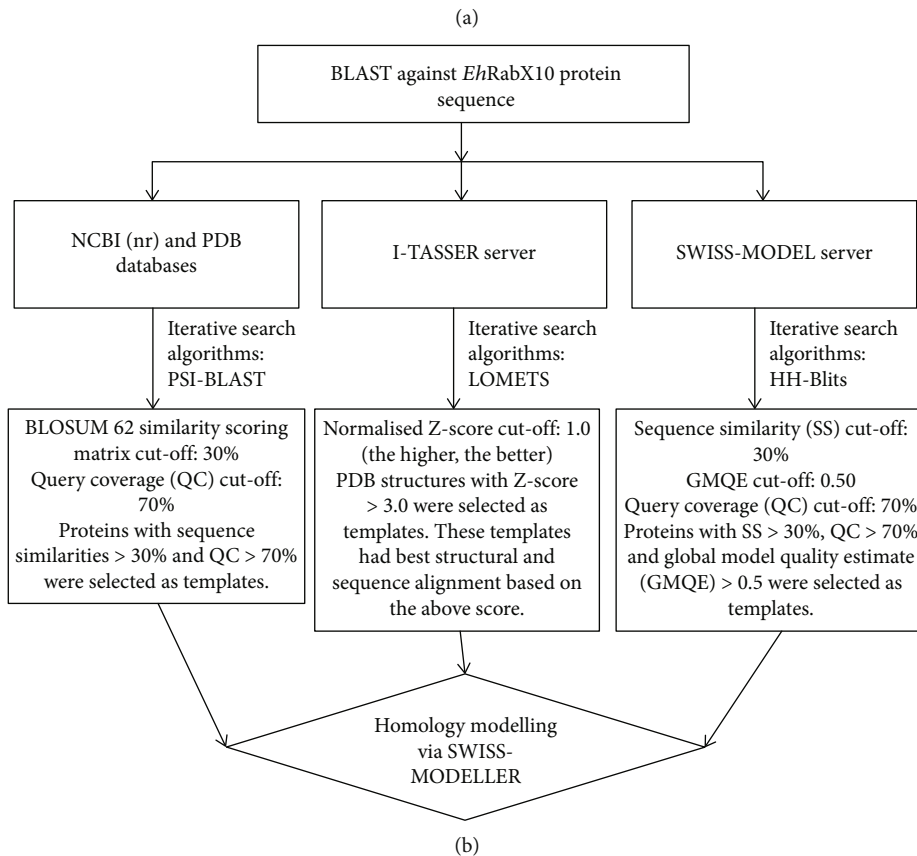 (a)
BLAST against EhRabX10 protein
sequence
NCBI (nr) and PDB
databases
I-TASSER server
SWISS-MODEL server
Iterative search
algorithms:
PSI-BLAST
Iterative search
algorithms:
LOMETS
Iterative search
algorithms:
HH-Blits
BLOSUM 62 similarity scoring
matrix cut-off: 30%
Query coverage (QC) cut-off:
70%
Proteins with sequence
similarities > 30% and QC > 70%
were selected as templates.
Normalised Z-score cut-off: 1.0
(the higher, the better)
PDB structures with Z-score
> 3.0 were selected as
templates. These templates
had best structural and
sequence alignment based on
the above score.
Sequence similarity (SS) cut-off:
30%
GMQE cut-off: 0.50
Query coverage (QC) cut-off: 70%
Proteins with SS > 30%, QC > 70%
and global model quality estimate
(GMQE) > 0.5 were selected as
templates.
Homology modelling
via SWISS-
MODELLER
(b)